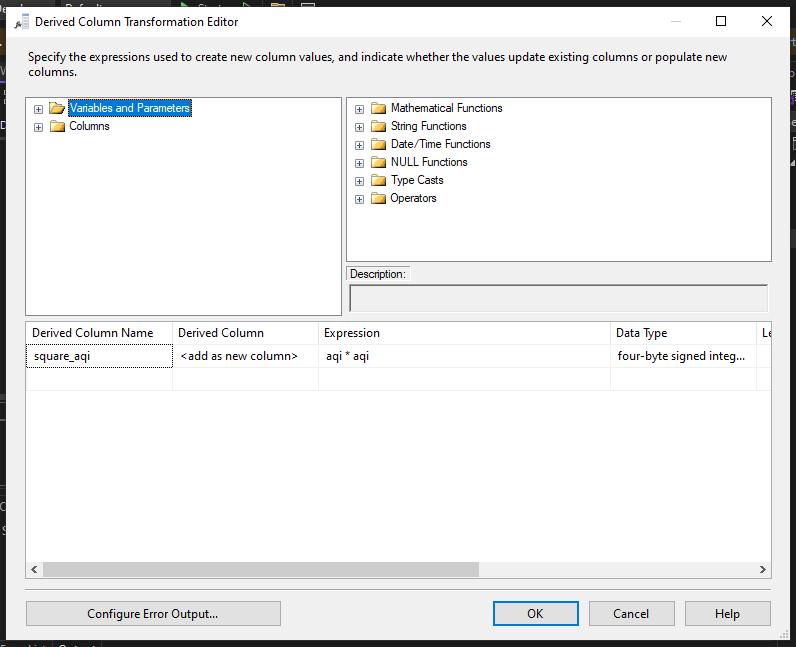 Derived Column Transformation Editor
Specify the expressions used to create new column values, and indicate whether the values update existing columns or populate new
columns.
Variables and Parameters
Columns
Mathematical Functions
String Functions
Date/Time Functions
NULL Functions
Type Casts
Operators
Description:
Derived Column Name Derived Column Expression Data Type Le
square_aqi <add as new column> aqi * aqi four-byte signed integ...
Configure Error Output... OK Cancel Help